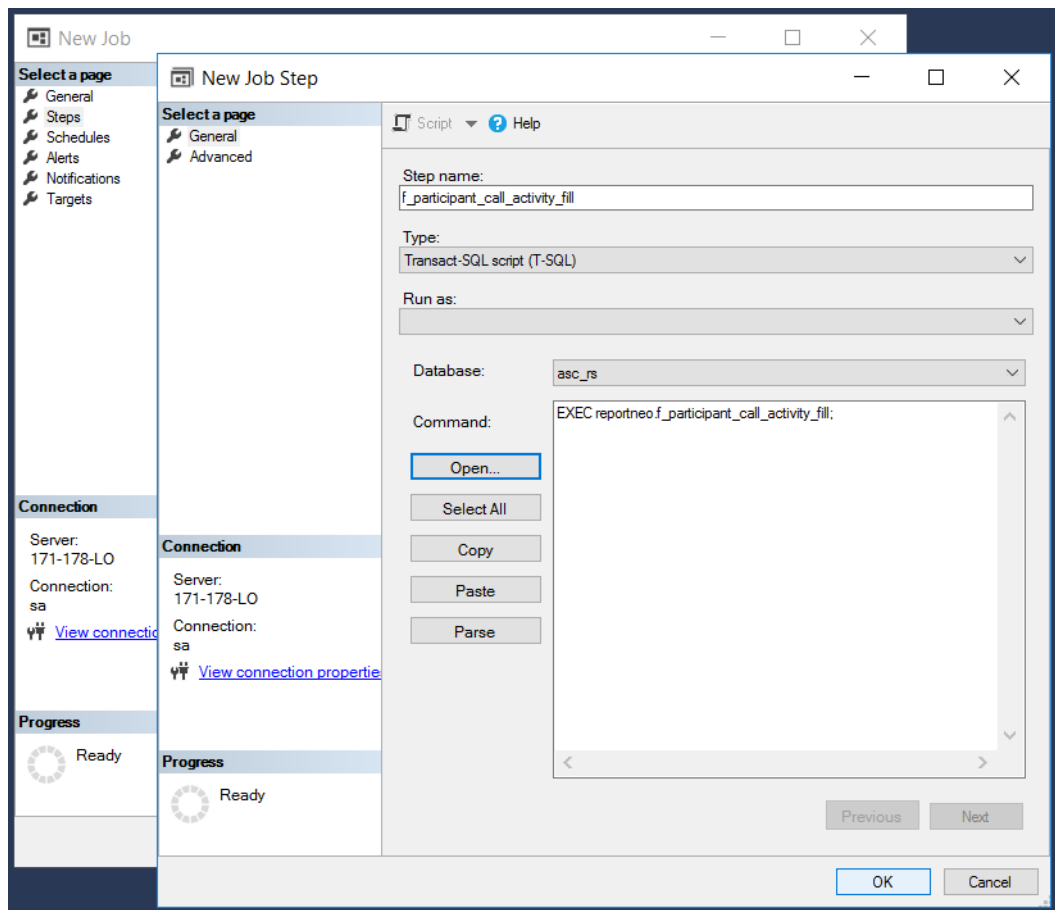 New Job
Select a page
General
Steps
Schedules
Alerts
Notifications
Targets
Connection
Server:
171-178-LO
Connection:
sa
View connectio
Progress
Ready
New Job Step
Select a page
General
Advanced
Connection
Server:
171-178-LO
Connection:
sa
View connection propertie
Progress
Ready
Script
Help
Step name:
f_participant_call_activity_fill
Type:
Transact-SQL script (T-SQL)
Run as:
Database:
asc_rs
Command:
EXEC reportneo.f_participant_call_activity_fill;
Open...
Select All
Copy
Paste
Parse
Previous
Next
OK
Cancel